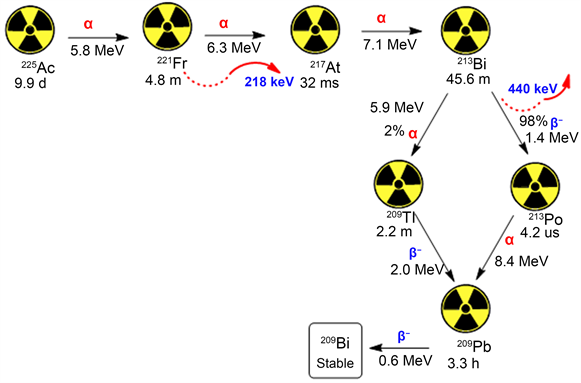 α
5.8 MeV
²²⁵Ac
9.9 d
²²¹Fr
4.8 m
218 keV
α
6.3 MeV
²¹⁷At
32 ms
α
7.1 MeV
²¹³Bi
45.6 m
440 keV
5.9 MeV
2% α
98% β⁻
1.4 MeV
²⁰⁹Tl
2.2 m
²¹³Po
4.2 us
β⁻
2.0 MeV
α
8.4 MeV
²⁰⁹Pb
3.3 h
β⁻
0.6 MeV
²⁰⁹Bi
Stable